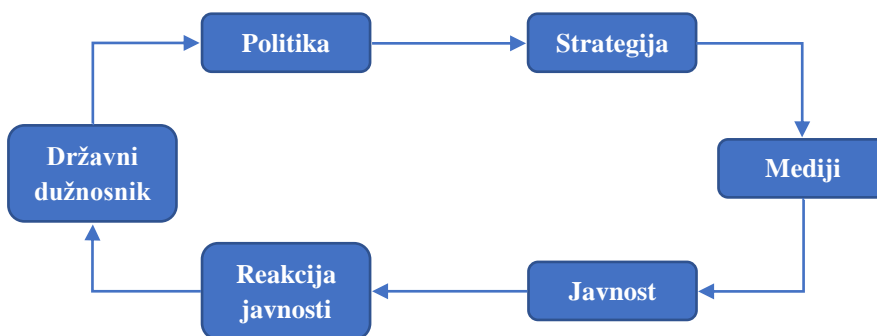 Politika
Strategija
Državni
dužnosnik
Mediji
Reakcija
javnosti
Javnost